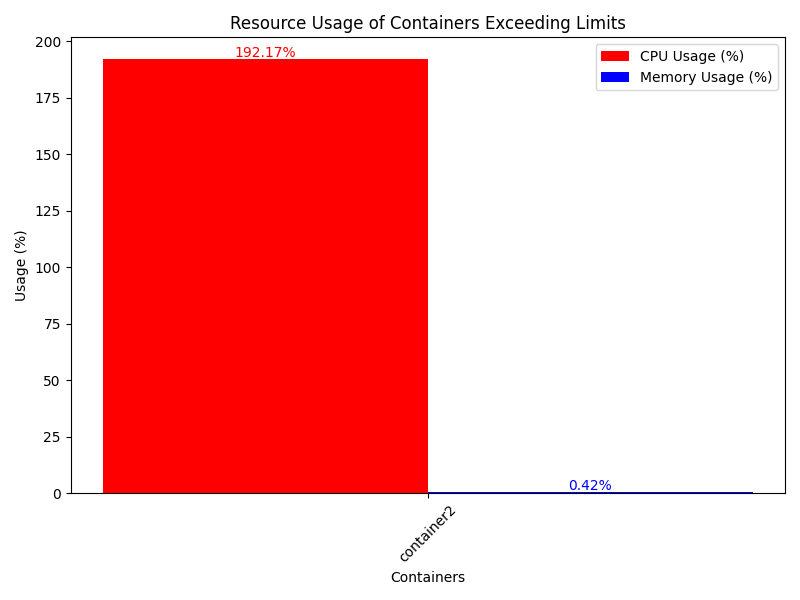 Resource Usage of Containers Exceeding Limits
200
175
150
125
100
75
50
25
0
Usage (%)
192.17%
0.42%
CPU Usage (%)
Memory Usage (%)
container2
Containers